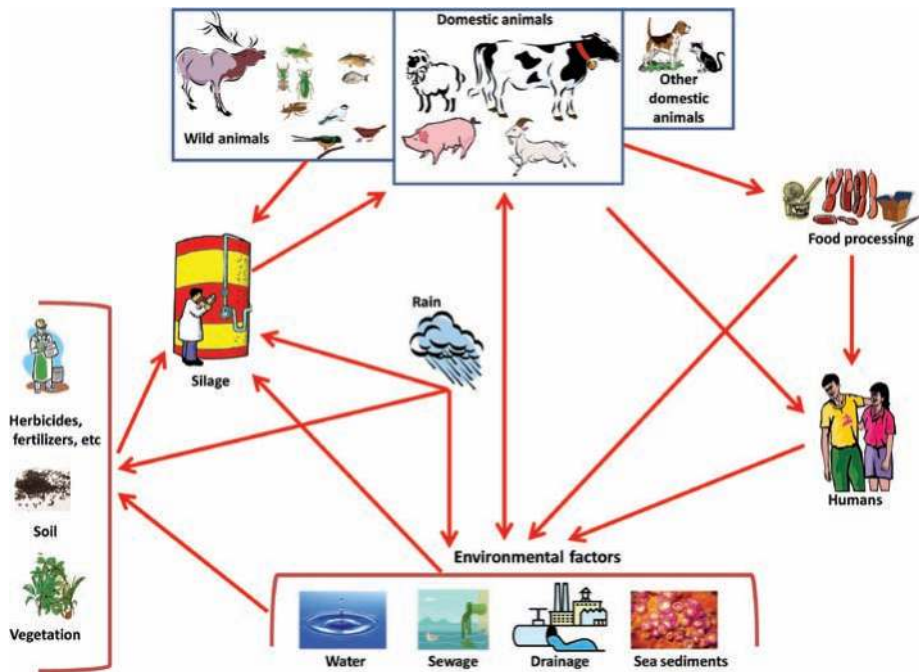 Domestic animals
Wild animals
Other
domestic
animals
Food processing
Rain
Silage
Herbicides,
fertilizers, etc
Soil
Vegetation
Humans
Environmental factors
Water
Sewage
Drainage
Sea sediments